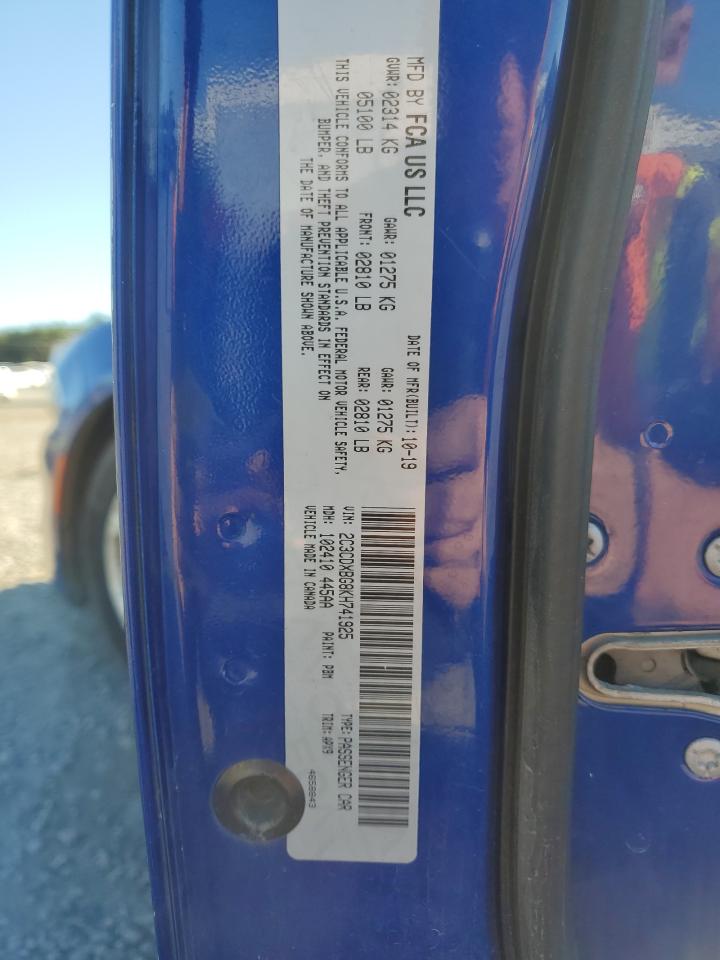 MFD BY FCA US LLC
DATE OF MFR(BUILT): 10-19
GVWR: 02314 KG
GAWR: 01275 KG
GAWR: 01275 KG
05100 LB
FRONT: 02810 LB
REAR: 02810 LB
THIS VEHICLE CONFORMS TO ALL APPLICABLE U.S.A. FEDERAL MOTOR VEHICLE SAFETY,
BUMPER, AND THEFT PREVENTION STANDARDS IN EFFECT ON
THE DATE OF MANUFACTURE SHOWN ABOVE.
VIN: 2C3CDXBG8KH741925
TYPE: PASSENGER CAR
MDH: 102410 445AA
PAINT: PBM
TRIM: APX9
VEHICLE MADE IN CANADA
4658843